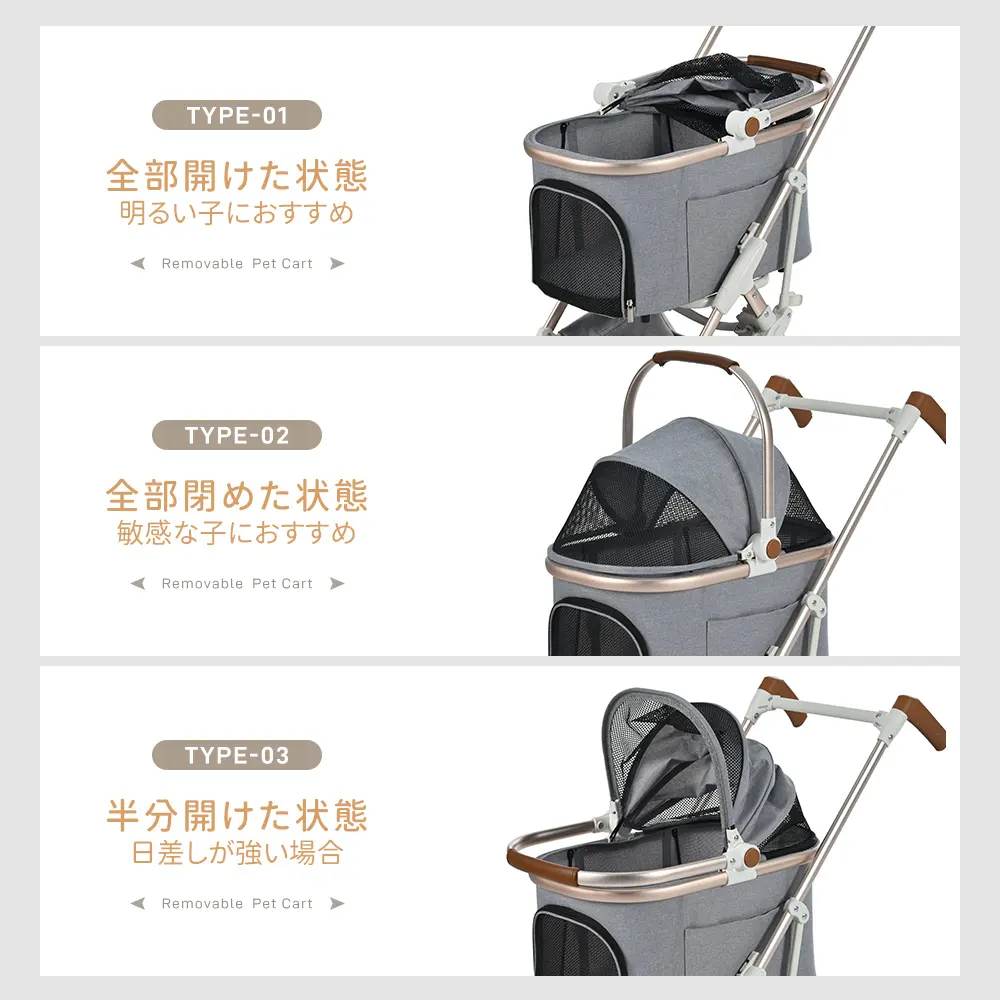 TYPE-01
全部開けた状態
明るい子におすすめ
Removable Pet Cart
TYPE-02
全部閉めた状態
敏感な子におすすめ
Removable Pet Cart
TYPE-03
半分開けた状態
日差しが強い場合
Removable Pet Cart